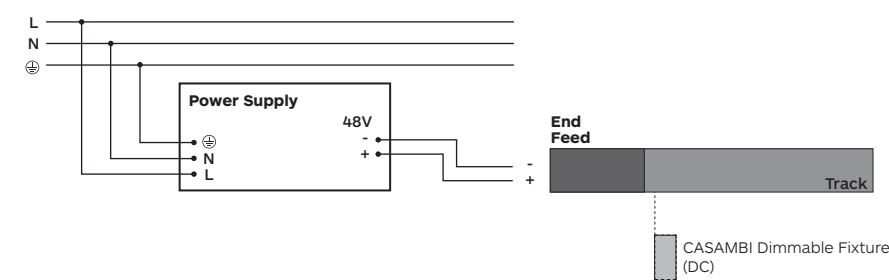 L
N
Power Supply
48V
-
+
N
L
End
Feed
-
+
Track
CASAMBI Dimmable Fixture
(DC)